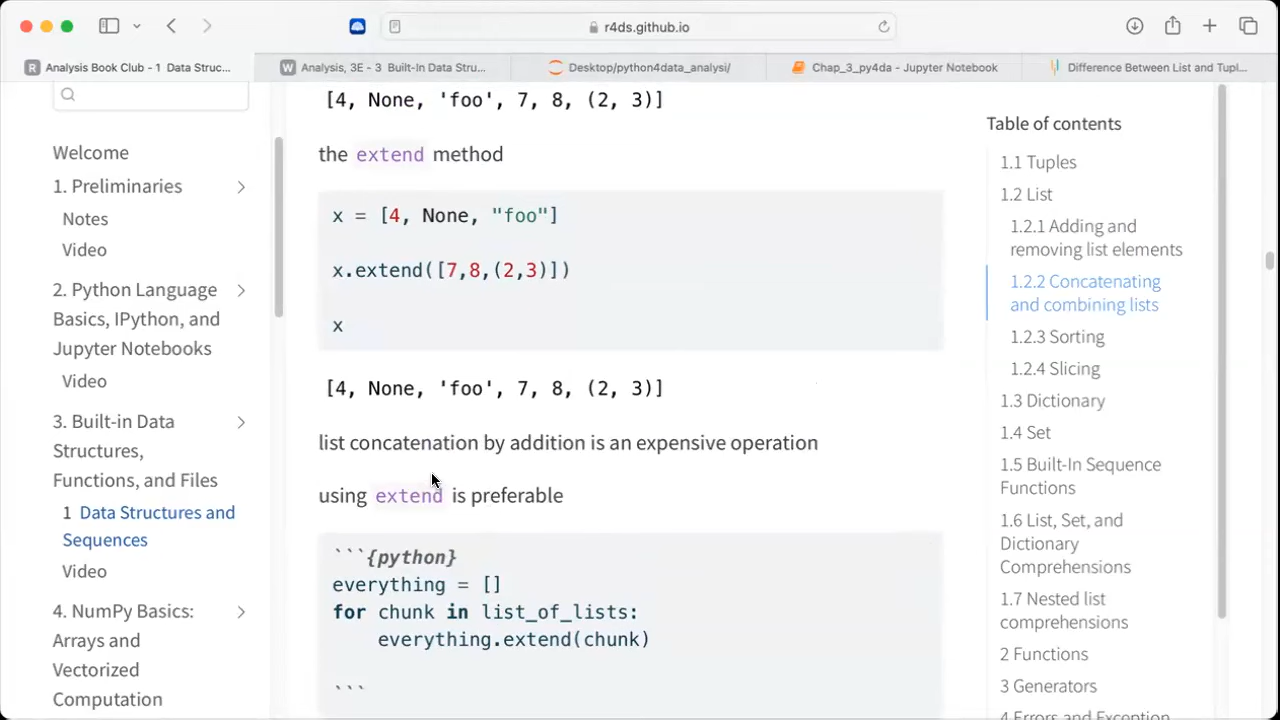 r4ds.github.io
R Analysis Book Club - 1 Data Struc...
W Analysis, 3E - 3 Built-In Data Stru...
Desktop/python4data_analysi/
Chap_3_py4da - Jupyter Notebook
Difference Between List and Tupl...
Welcome
1. Preliminaries
Notes
Video
2. Python Language
Basics, IPython, and
Jupyter Notebooks
Video
3. Built-in Data
Structures,
Functions, and Files
1 Data Structures and
Sequences
Video
4. NumPy Basics:
Arrays and
Vectorized
Computation
[4, None, 'foo', 7, 8, (2, 3)]
the extend method
x = [4, None, "foo"]
x.extend([7,8,(2,3)])
x
[4, None, 'foo', 7, 8, (2, 3)]
list concatenation by addition is an expensive operation
using extend is preferable
```{python}
everything = []
for chunk in list_of_lists:
    everything.extend(chunk)
```
Table of contents
1.1 Tuples
1.2 List
1.2.1 Adding and
removing list elements
1.2.2 Concatenating
and combining lists
1.2.3 Sorting
1.2.4 Slicing
1.3 Dictionary
1.4 Set
1.5 Built-In Sequence
Functions
1.6 List, Set, and
Dictionary
Comprehensions
1.7 Nested list
comprehensions
2 Functions
3 Generators
4 Errors and Exception